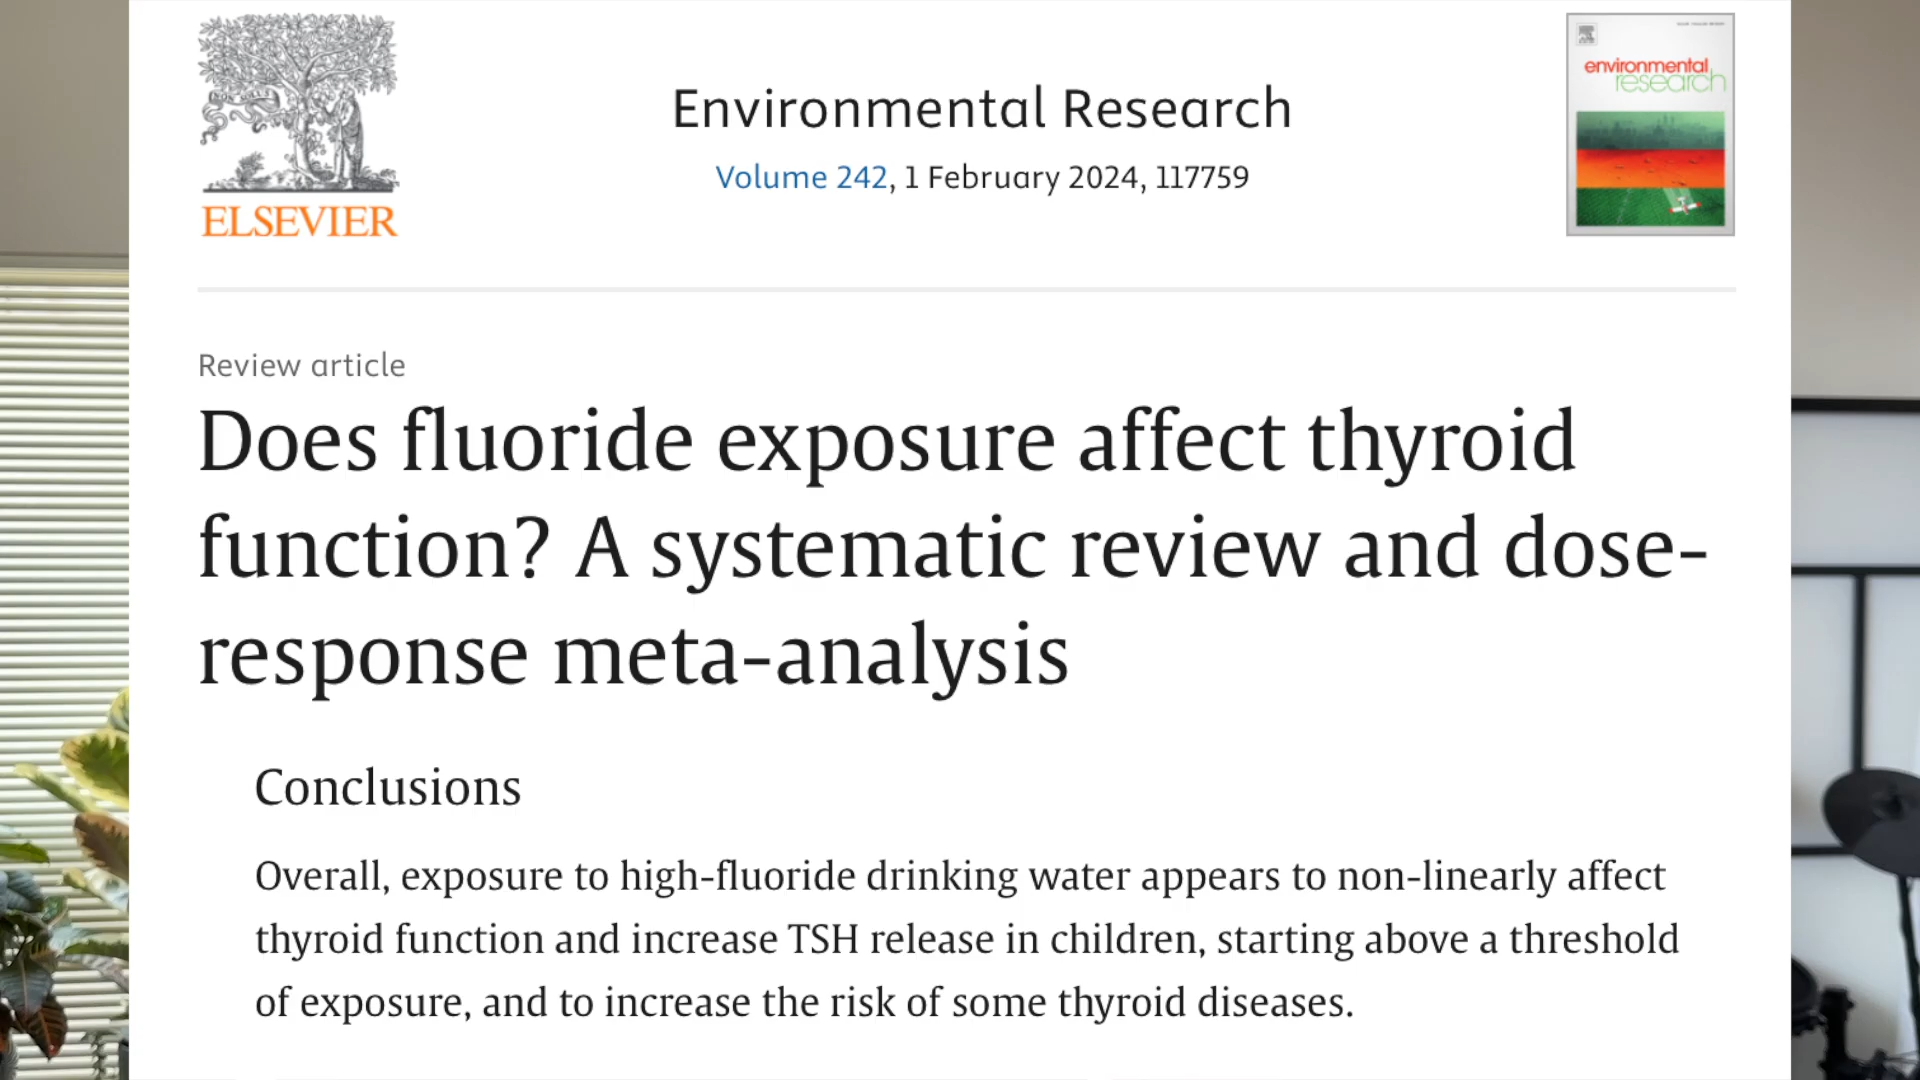 ELSEVIER
Environmental Research
Volume 242, 1 February 2024, 117759
environmental
research
Review article
Does fluoride exposure affect thyroid
function? A systematic review and dose-
response meta-analysis
Conclusions
Overall, exposure to high-fluoride drinking water appears to non-linearly affect
thyroid function and increase TSH release in children, starting above a threshold
of exposure, and to increase the risk of some thyroid diseases.